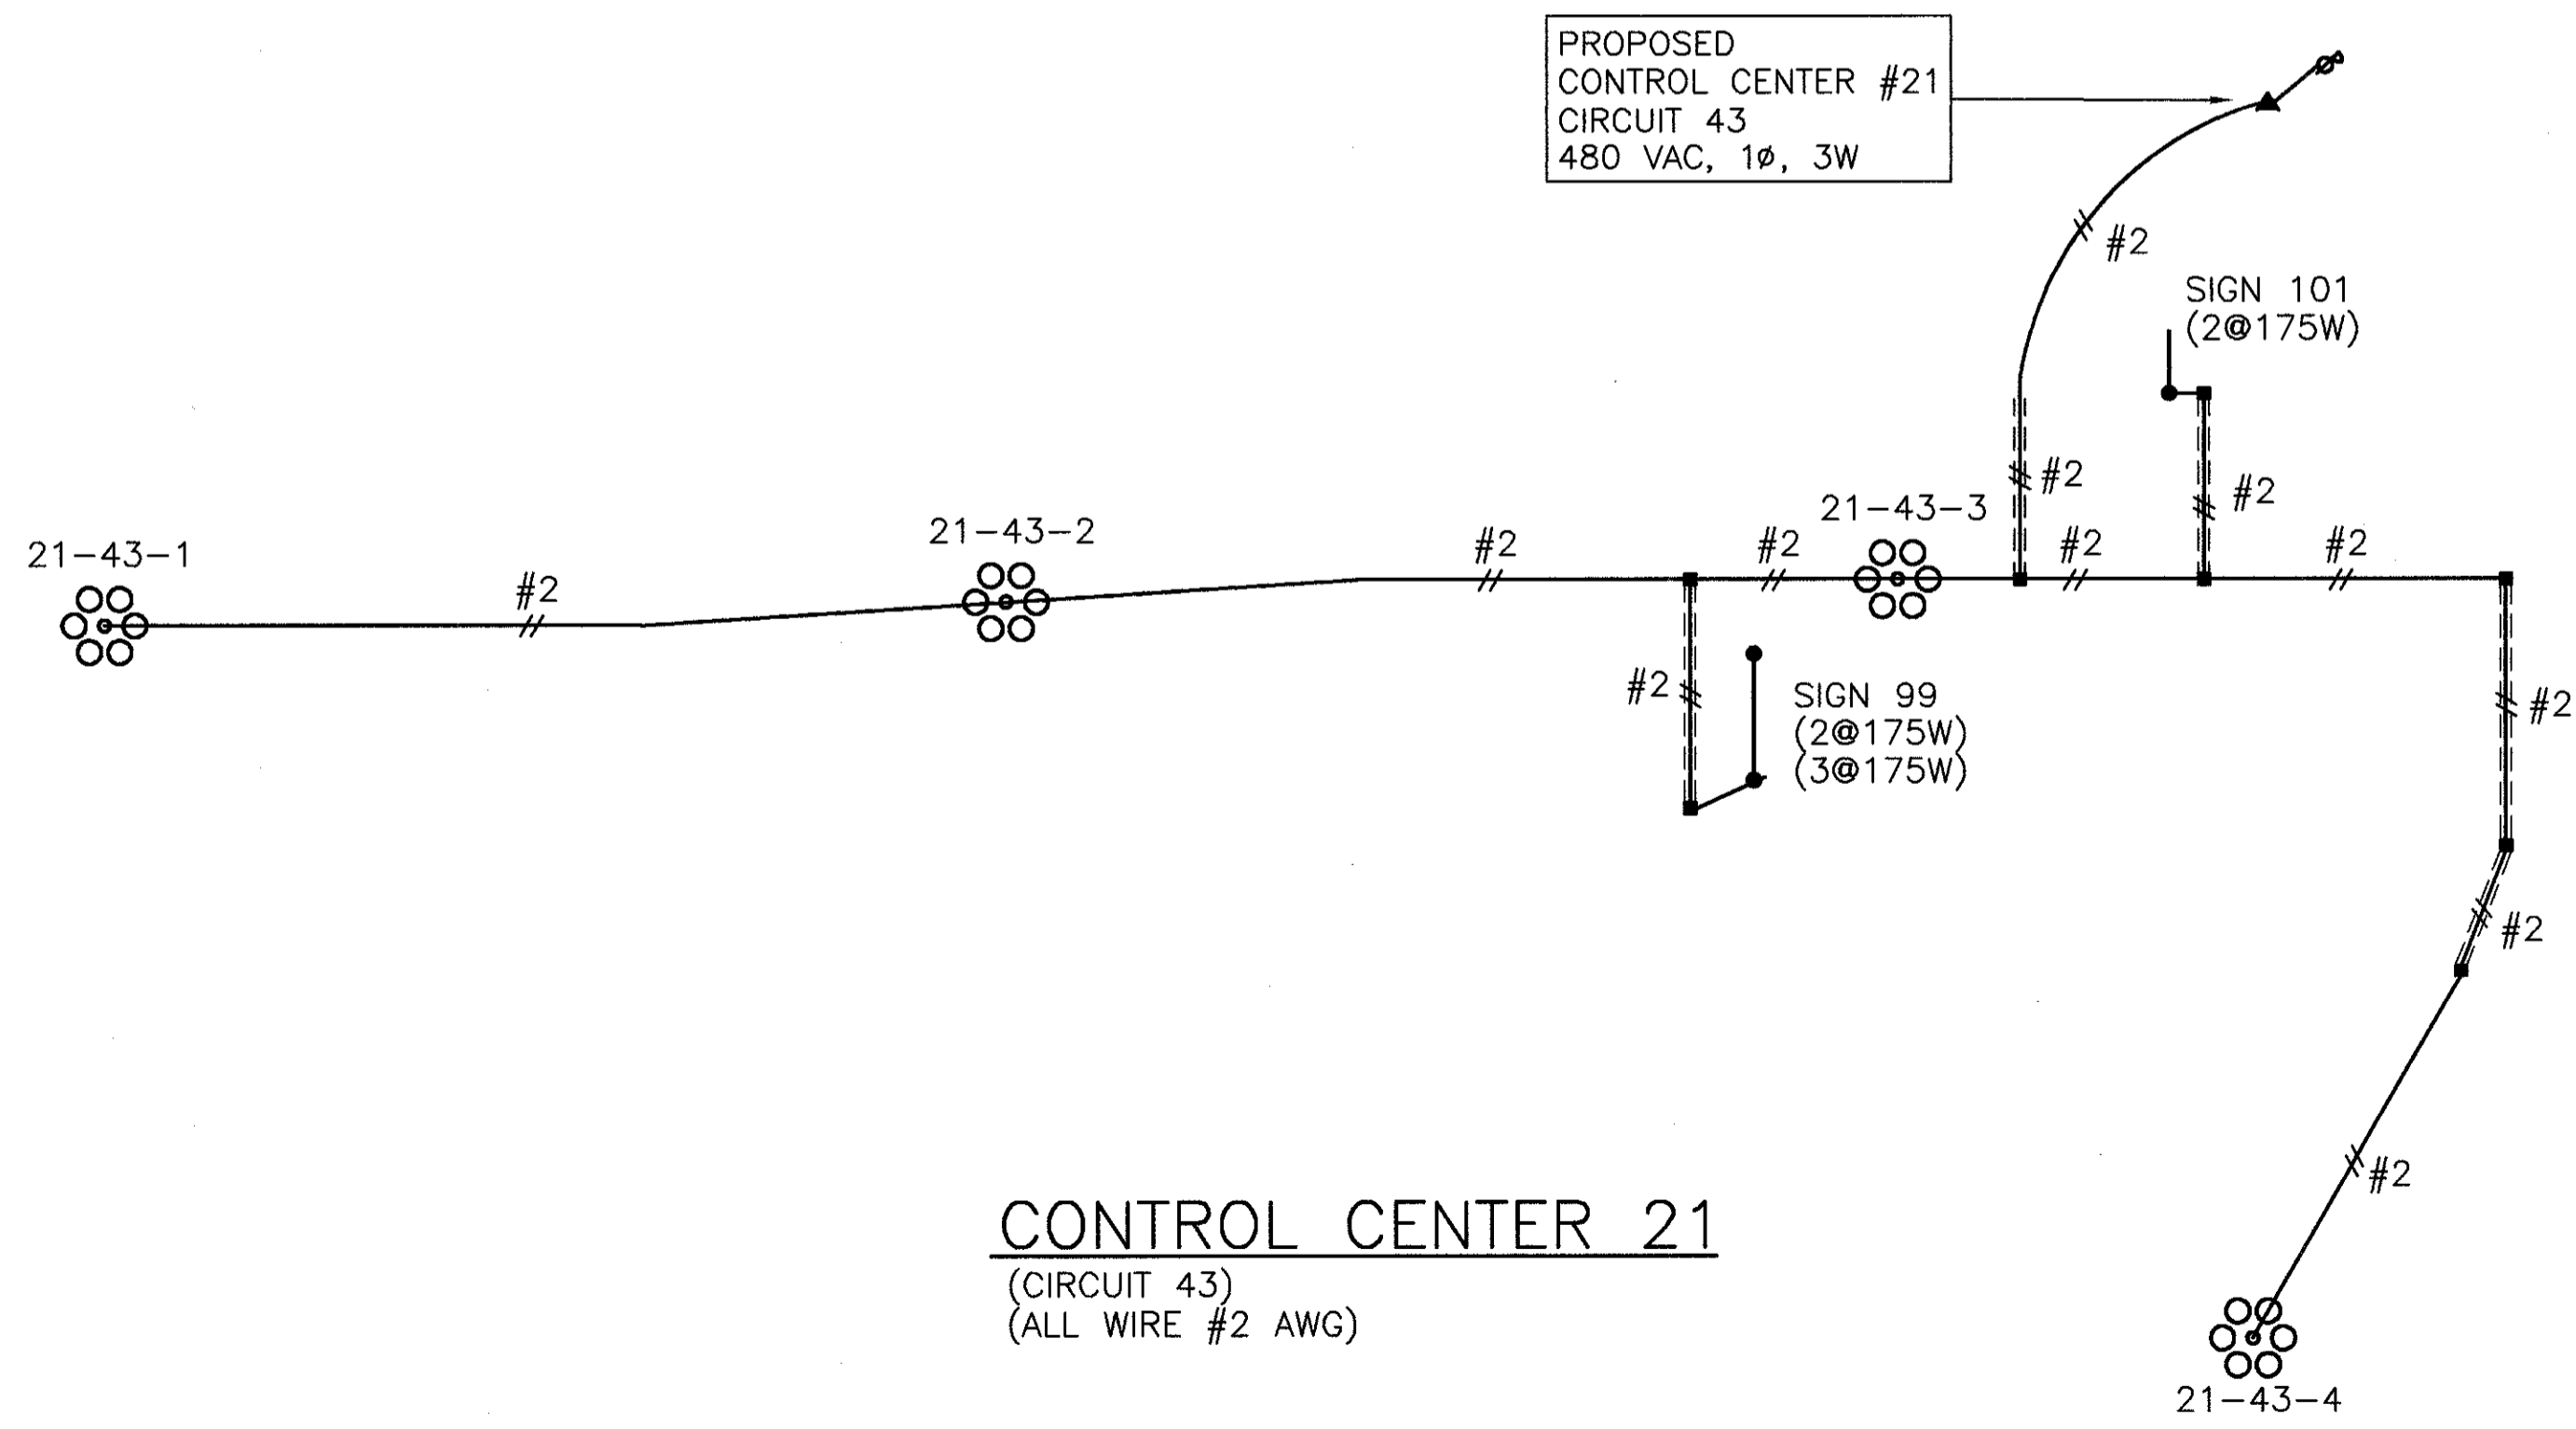 PROPOSED
CONTROL CENTER #21
CIRCUIT 43
480 VAC, 1ø, 3W
#2
SIGN 101
(2@175W)
#2
#2
21-43-3
21-43-2
21-43-1
#2
#2
#2
#2
#2
#2
SIGN 99
(2@175W)
(3@175W)
#2
#2
#2
CONTROL CENTER 21
(CIRCUIT 43)
(ALL WIRE #2 AWG)
21-43-4